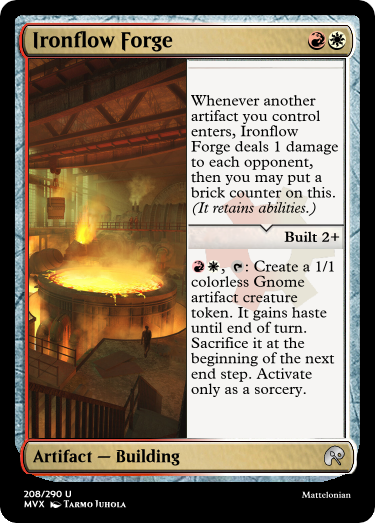 Ironflow Forge
Whenever another
artifact you control
enters, Ironflow
Forge deals 1 damage
to each opponent,
then you may put a
brick counter on this.
(It retains abilities.)
Built 2+
, : Create a 1/1
colorless Gnome
artifact creature
token. It gains haste
until end of turn.
Sacrifice it at the
beginning of the next
end step. Activate
only as a sorcery.
Artifact — Building
208/290 U
MVX Tarmo Juhola
Mattelonian